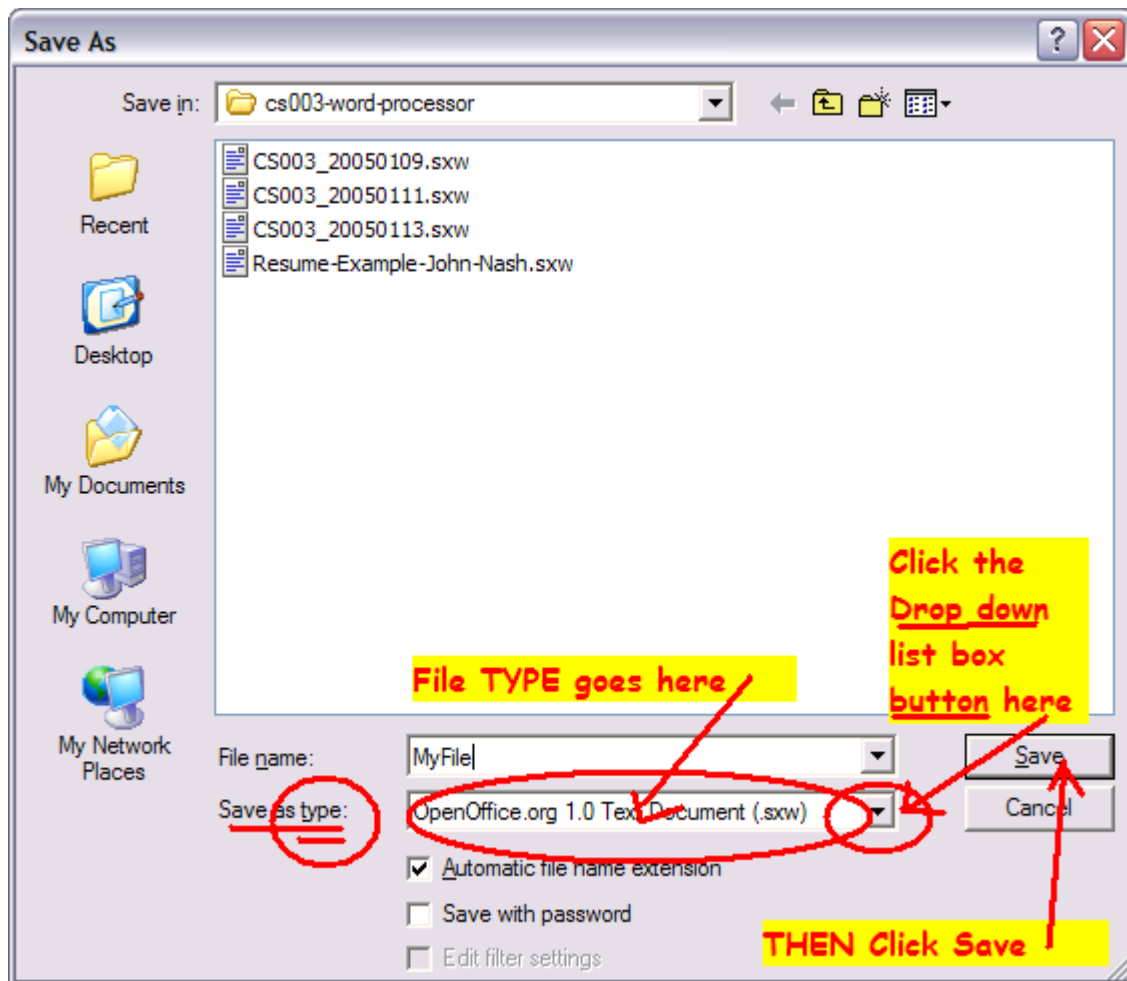 Save As
Save in: cs003-word-processor
CS003_20050109.sxw
CS003_20050111.sxw
CS003_20050113.sxw
Resume-Example-John-Nash.sxw
Recent
Desktop
My Documents
My Computer
My Network
Places
Click the
Drop down
list box
button here
File TYPE goes here
File name: MyFile Save
Save as type: OpenOffice.org 1.0 Text Document (.sxw) Cancel
Automatic file name extension
Save with password
Edit filter settings
THEN Click Save